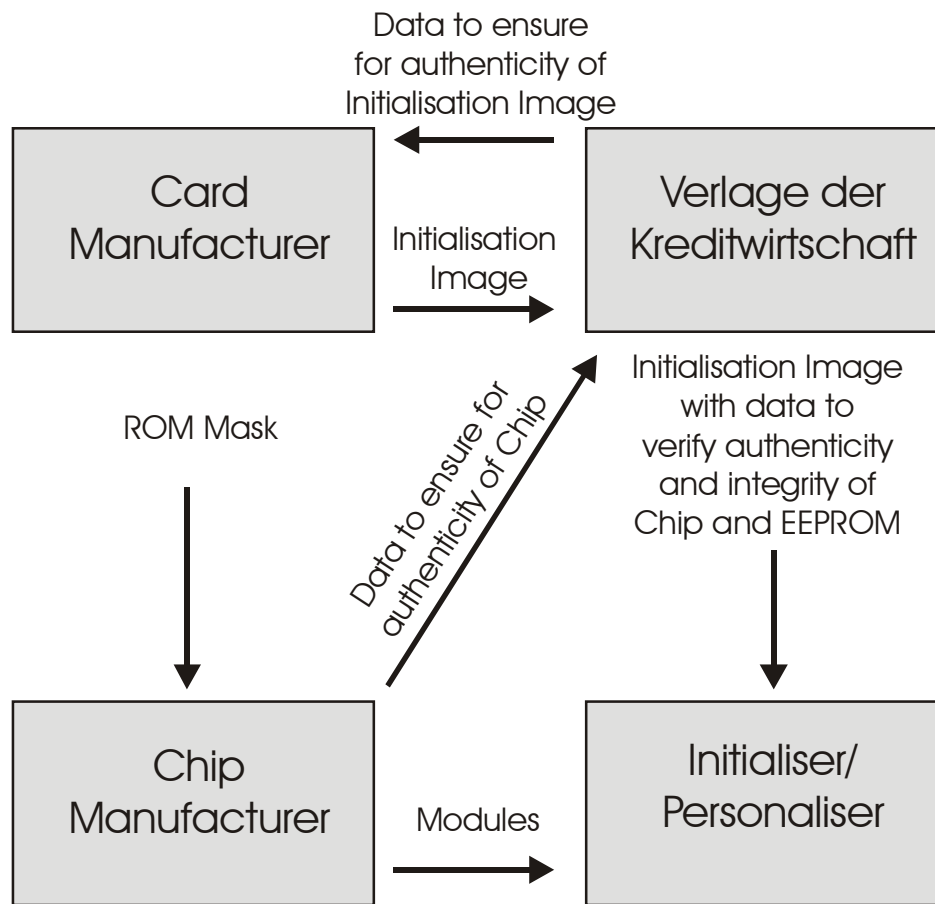 Data to ensure
for authenticity of
Initialisation Image
Card
Manufacturer
Verlage der
Kreditwirtschaft
Initialisation
Image
ROM Mask
Data to ensure for
authenticity of Chip
Initialisation Image
with data to
verify authenticity
and integrity of
Chip and EEPROM
Chip
Manufacturer
Modules
Initialiser/
Personaliser